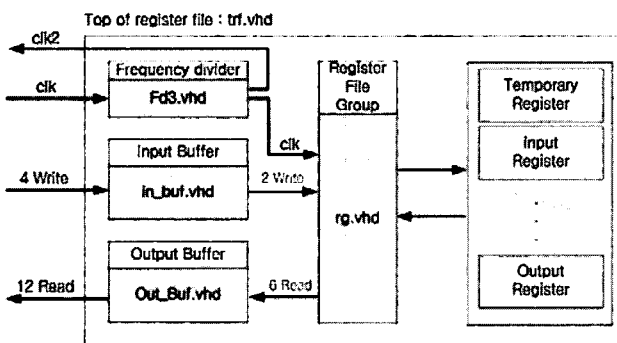 Top of register file : trf.vhd
clk2
clk
Frequency divider
Fd3.vhd
Register
File
Group
Temporary
Register
Input
Register
Input Buffer
clk
4 Write
in_buf.vhd
2 Write
rg.vhd
Output Buffer
12 Read
Out_Buf.vhd
6 Read
Output
Register